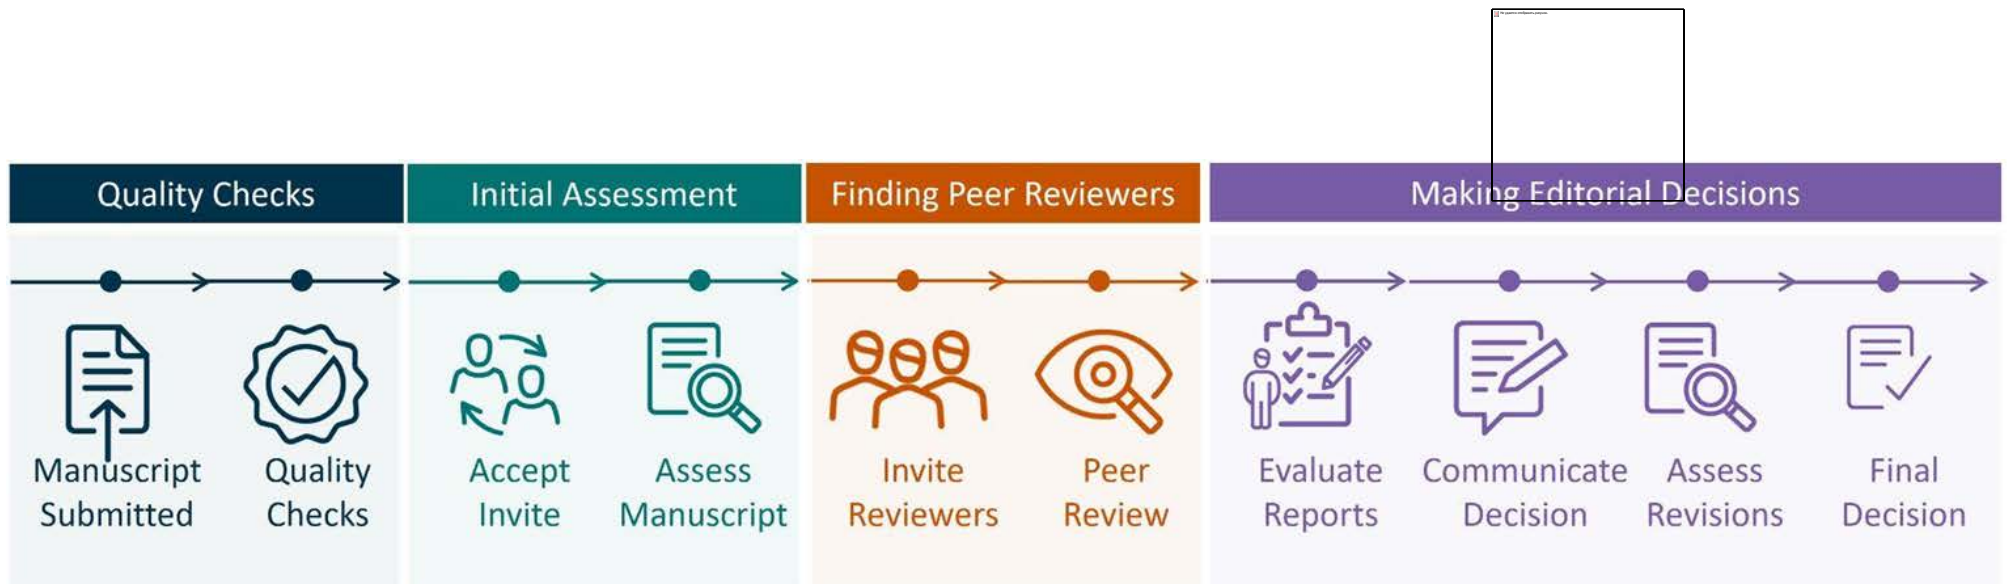 Quality Checks
Initial Assessment
Finding Peer Reviewers
Making Editorial Decisions
Manuscript
Submitted
Quality
Checks
Accept
Invite
Assess
Manuscript
Invite
Reviewers
Peer
Review
Evaluate
Reports
Communicate
Decision
Assess
Revisions
Final
Decision